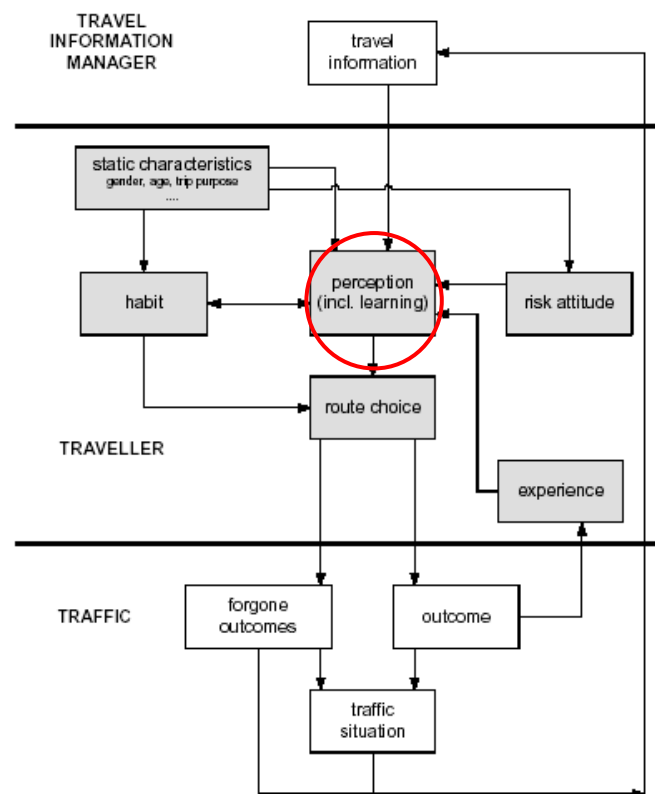 TRAVEL
INFORMATION
MANAGER
travel
information
static characteristics
gender, age, trip purpose
....
habit
perception
(incl. learning)
risk attitude
route choice
TRAVELLER
experience
TRAFFIC
forgone
outcomes
outcome
traffic
situation